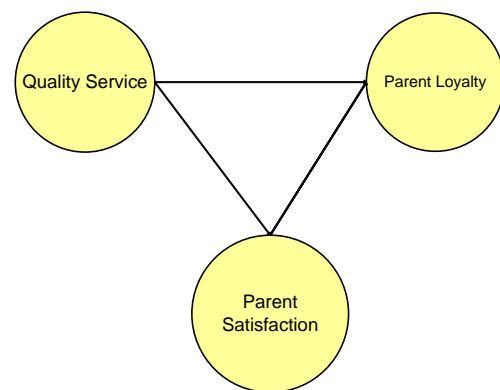 Quality Service
Parent Loyalty
Parent
Satisfaction